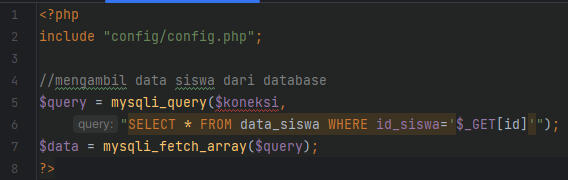 1 <?php
2 include "config/config.php";
3
4 //mengambil data siswa dari database
5 $query = mysqli_query($koneksi,
6 query: "SELECT * FROM data_siswa WHERE id_siswa='$_GET[id]'");
7 $data = mysqli_fetch_array($query);
8 ?>